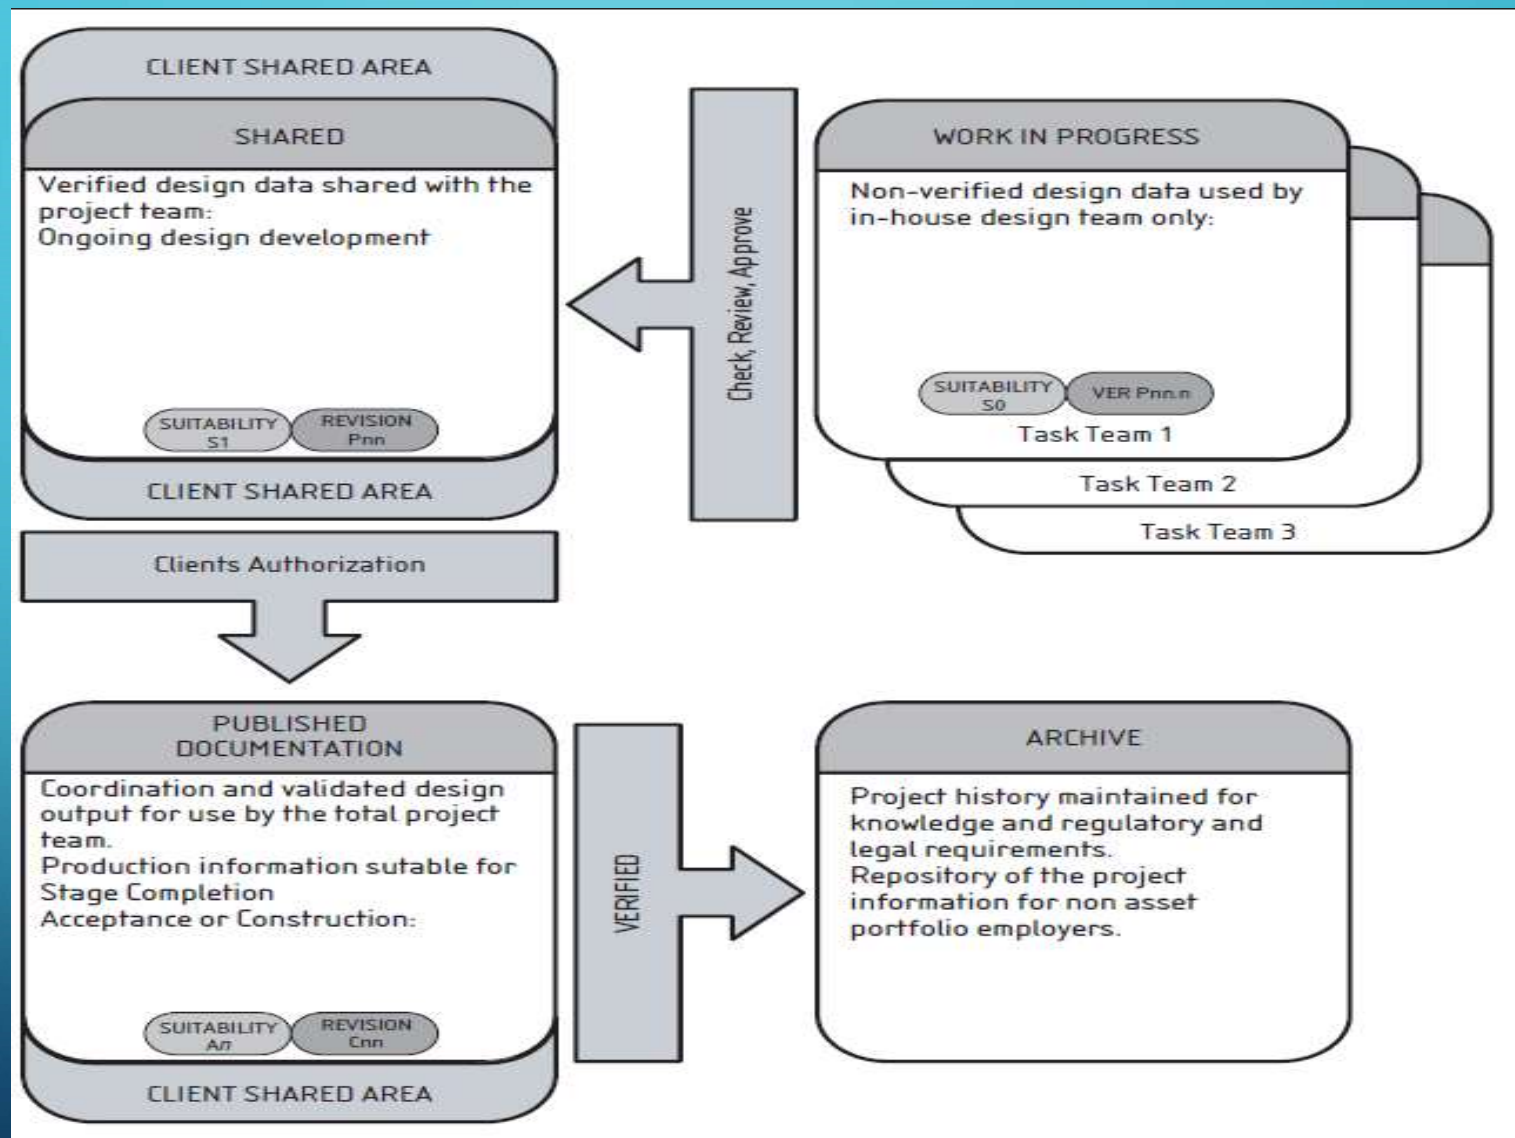 CLIENT SHARED AREA
SHARED
Verified design data shared with the
project team:
Ongoing design development
SUITABILITY
S1
REVISION
Pnn
CLIENT SHARED AREA
Check, Review, Approve
WORK IN PROGRESS
Non-verified design data used by
in-house design team only:
SUITABILITY
S0
VER Pnn.n
Task Team 1
Task Team 2
Task Team 3
Clients Authorization
PUBLISHED
DOCUMENTATION
Coordination and validated design
output for use by the total project
team.
Production information sutable for
Stage Completion
Acceptance or Construction:
SUITABILITY
An
REVISION
Cnn
CLIENT SHARED AREA
VERIFIED
ARCHIVE
Project history maintained for
knowledge and regulatory and
legal requirements.
Repository of the project
information for non asset
portfolio employers.